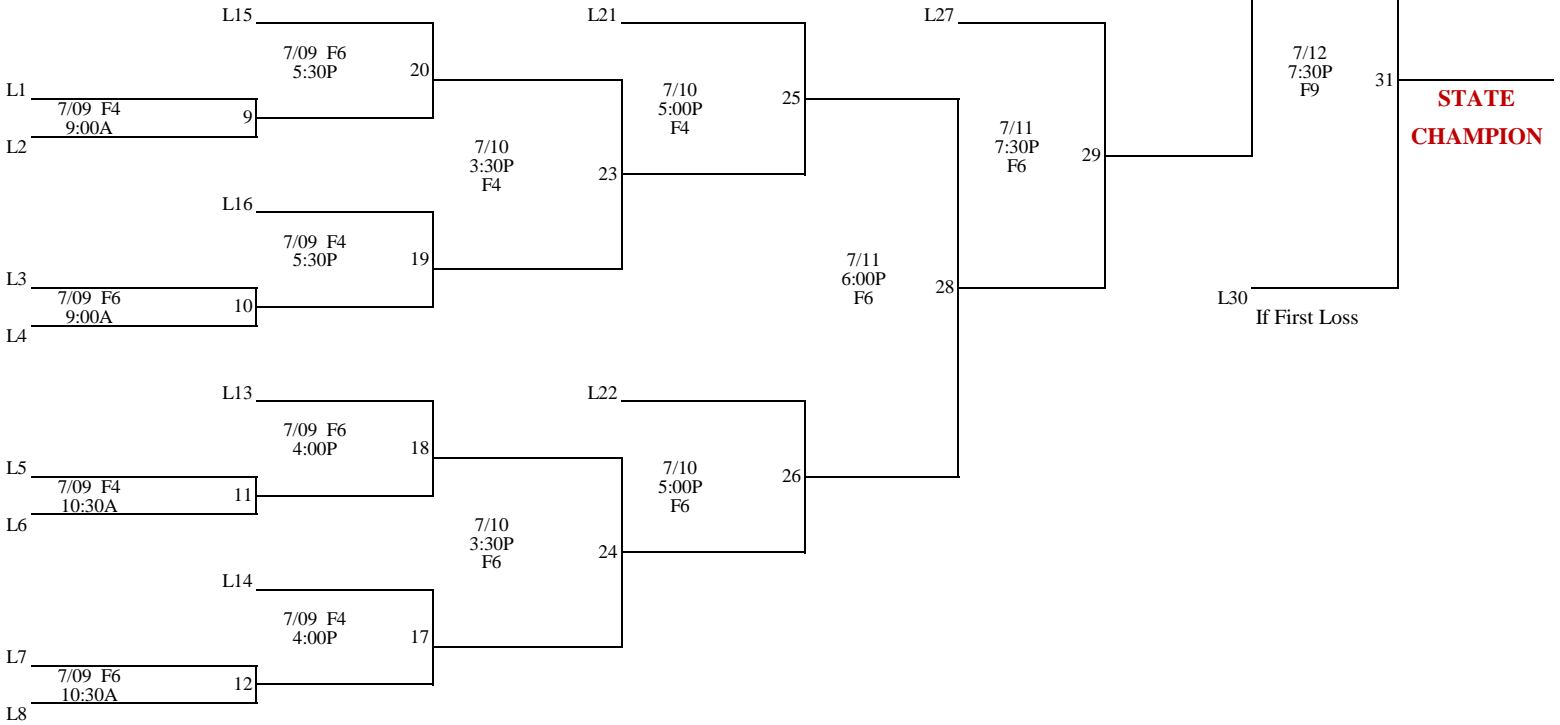 L15
7/09 F6
5:30P
20
L1
7/09 F4
9:00A
9
L2
L16
7/09 F4
5:30P
19
L3
7/09 F6
9:00A
10
L4
7/10
3:30P
F4
23
L21
7/10
5:00P
F4
25
L13
7/09 F6
4:00P
18
L5
7/09 F4
10:30A
11
L6
L14
7/09 F4
4:00P
17
L7
7/09 F6
10:30A
12
L8
7/10
3:30P
F6
24
L22
7/10
5:00P
F6
26
7/11
6:00P
F6
28
L27
7/11
7:30P
F6
29
7/12
7:30P
F9
31
STATE
CHAMPION
L30
If First Loss